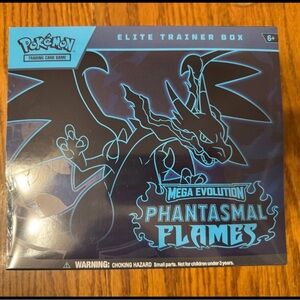 POKÉMON
TRADING CARD GAME
ELITE TRAINER BOX
6+
MEGA EVOLUTION
PHANTASMAL
FLAMES
WARNING: CHOKING HAZARD Small parts. Not for children under 3 years.